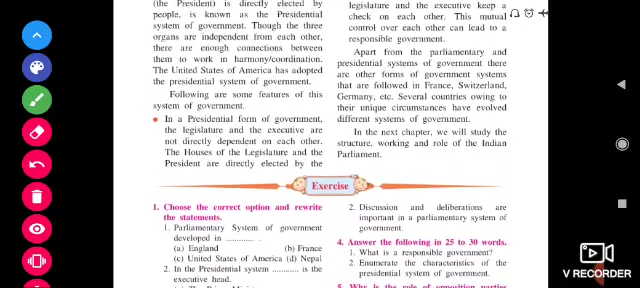 (the President) is directly elected by
people, is known as the Presidential
system of government. Though the three
organs are independent from each other,
there are enough connections between
them to work in harmony/coordination.
The United States of America has adopted
the presidential system of government.
Following are some features of this
system of government.
• In a Presidential form of government,
the legislature and the executive are
not directly dependent on each other.
The Houses of the Legislature and the
President are directly elected by the
legislature and the executive keep a
check on each other. This mutual
control over each other can lead to a
responsible government.
Apart from the parliamentary and
presidential systems of government there
are other forms of government systems
that are followed in France, Switzerland,
Germany, etc. Several countries owing to
their unique circumstances have evolved
different systems of government.
In the next chapter, we will study the
structure, working and role of the Indian
Parliament.
Exercise
1. Choose the correct option and rewrite
the statements.
1. Parliamentary System of government
developed in ............. .
(a) England (b) France
(c) United States of America (d) Nepal
2. In the Presidential system ............ is the
executive head.
2. Discussion and deliberations are
important in a parliamentary system of
government.
4. Answer the following in 25 to 30 words.
1. What is a responsible government?
2. Enumerate the characteristics of the
presidential system of government.
5. Why is the role of opposition parties
V RECORDER